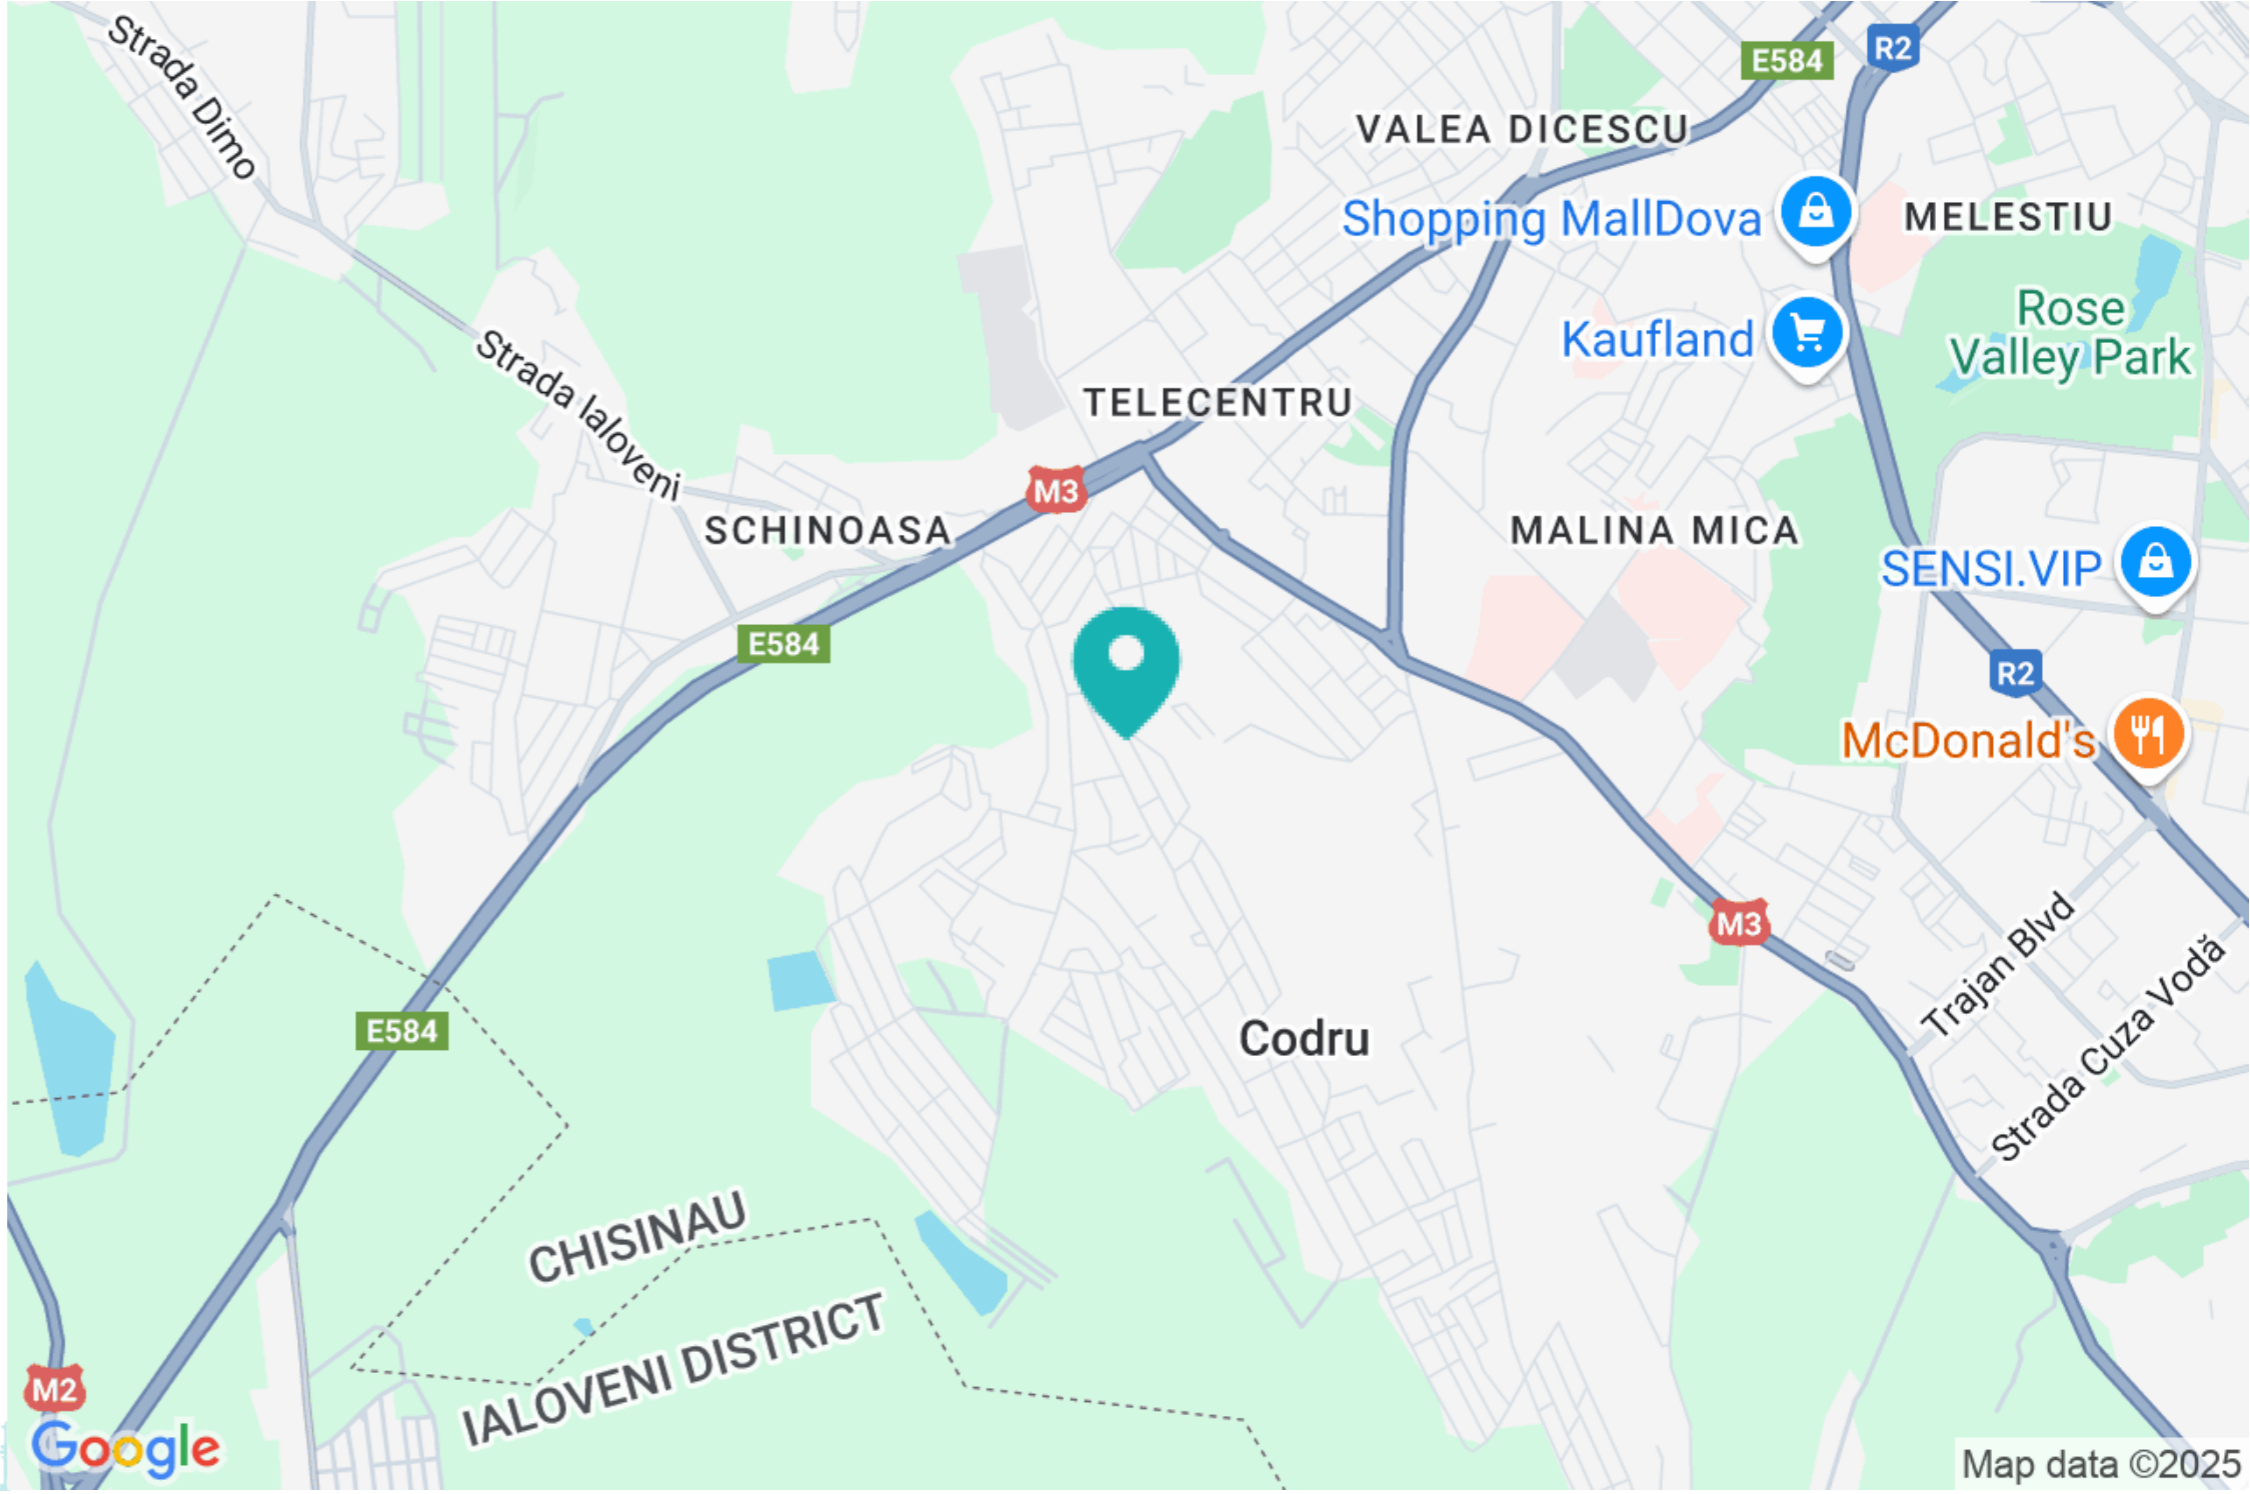 Strada Dimo
E584
R2
VALEA DICESCU
Shopping MallDova
MELESTIU
Rose
Valley Park
Kaufland
Strada Ialoveni
TELECENTRU
M3
SCHINOASA
MALINA MICA
SENSI.VIP
E584
R2
McDonald's
M3
Trajan Blvd
Strada Cuza Vodă
E584
Codru
CHISINAU
IALOVENI DISTRICT
M2
Google
Map data ©2025